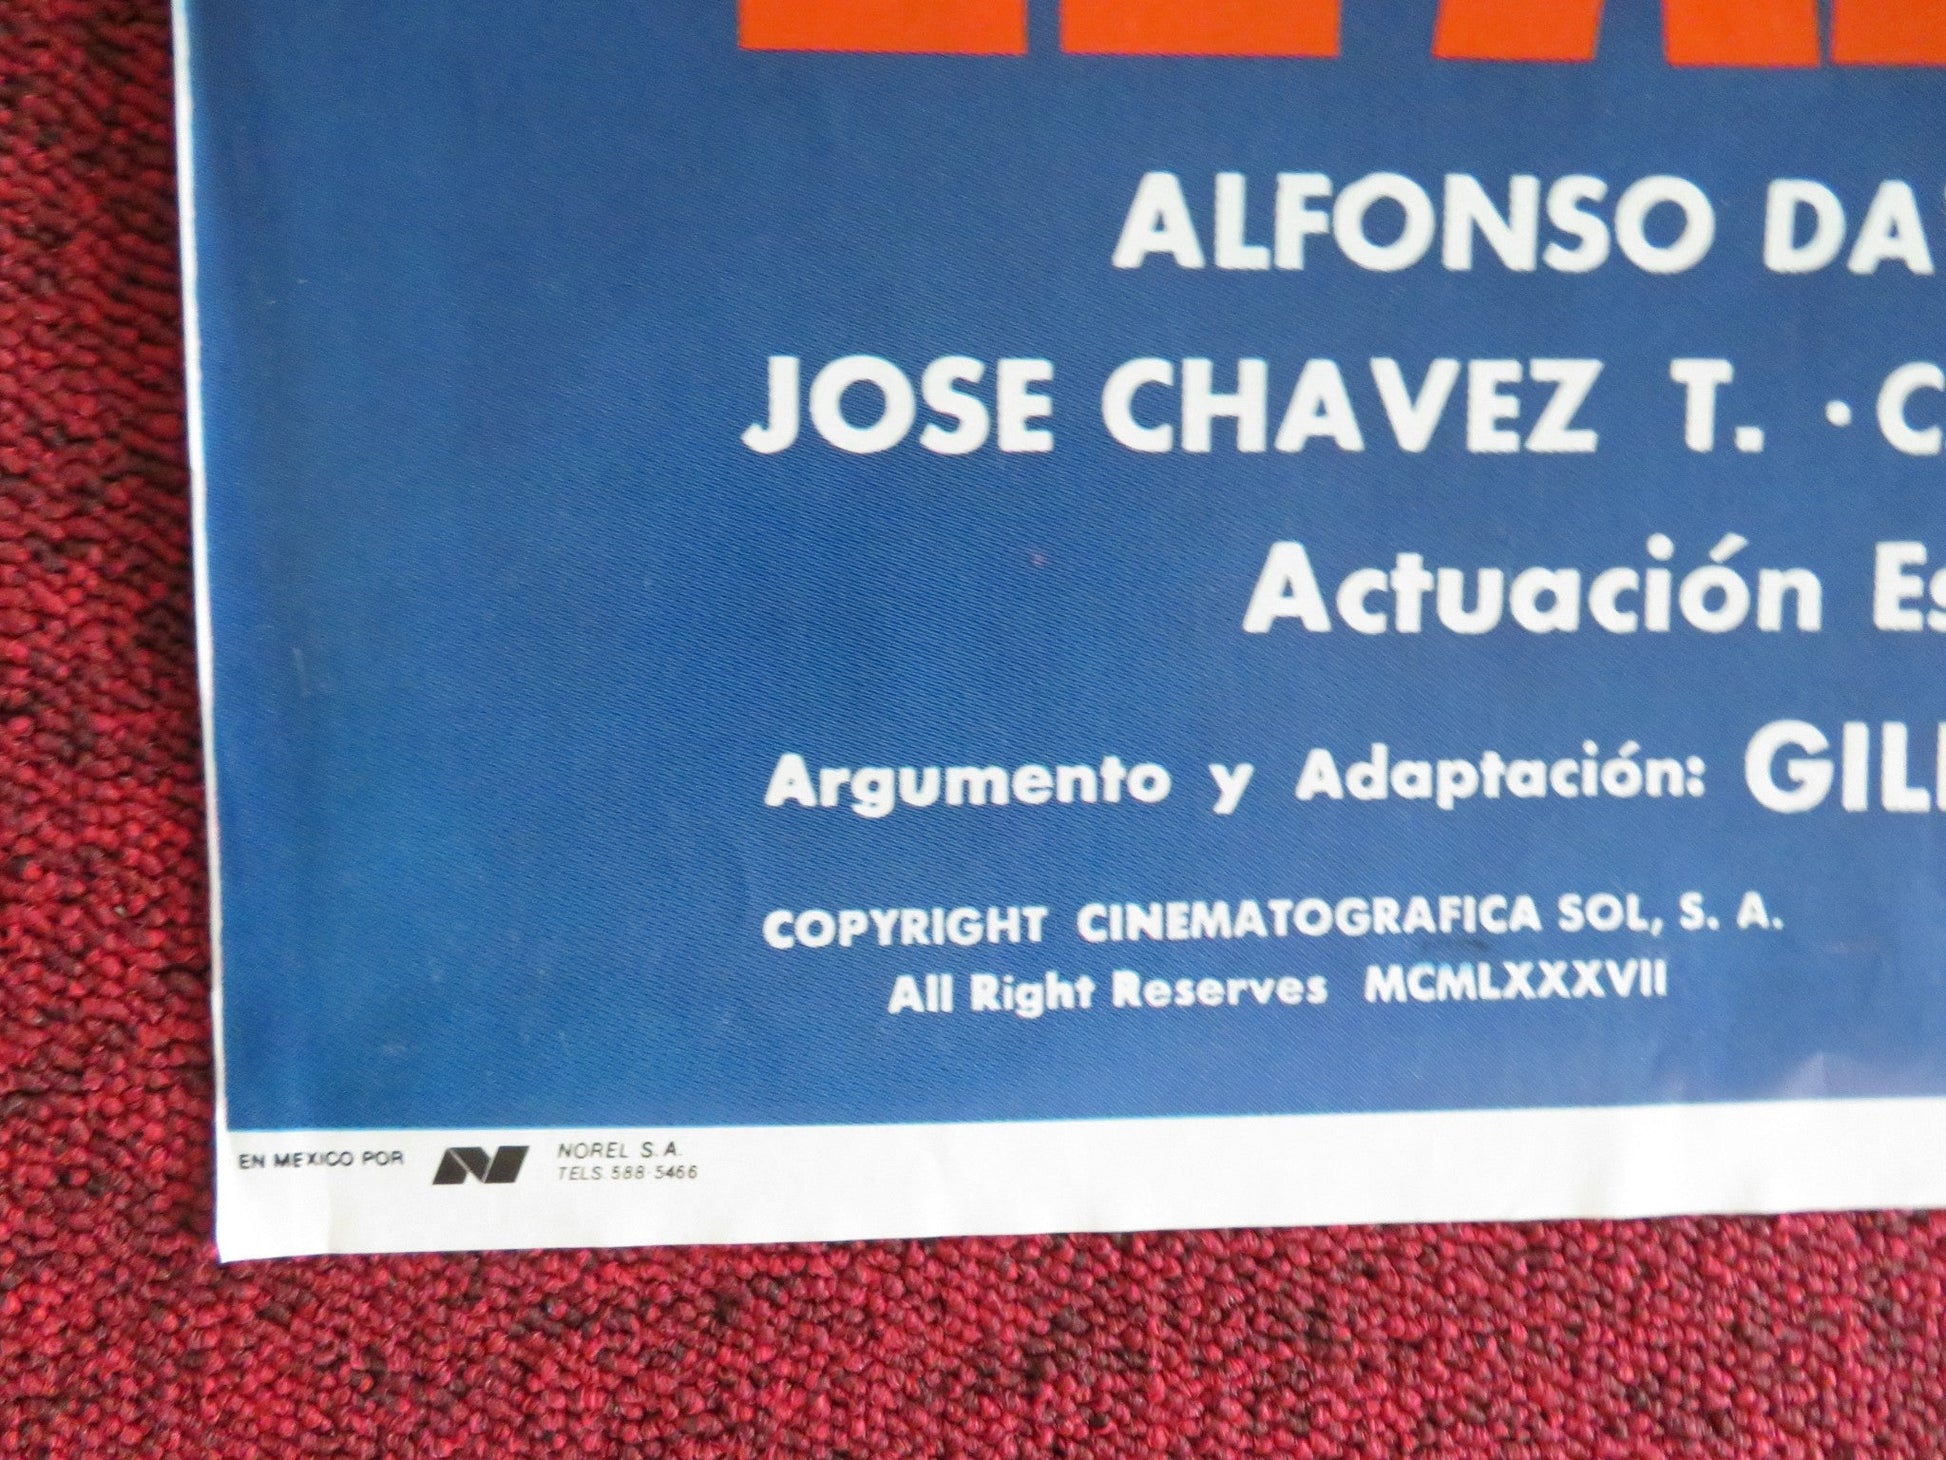 ALFONSO DA
JOSE CHAVEZ T. · C
Actuación Es
Argumento y Adaptación: GIL
COPYRIGHT CINEMATOGRAFICA SOL, S. A.
All Right Reserves MCMLXXXVII
EN MEXICO POR
NOREL S. A.
TELS. 588-5466